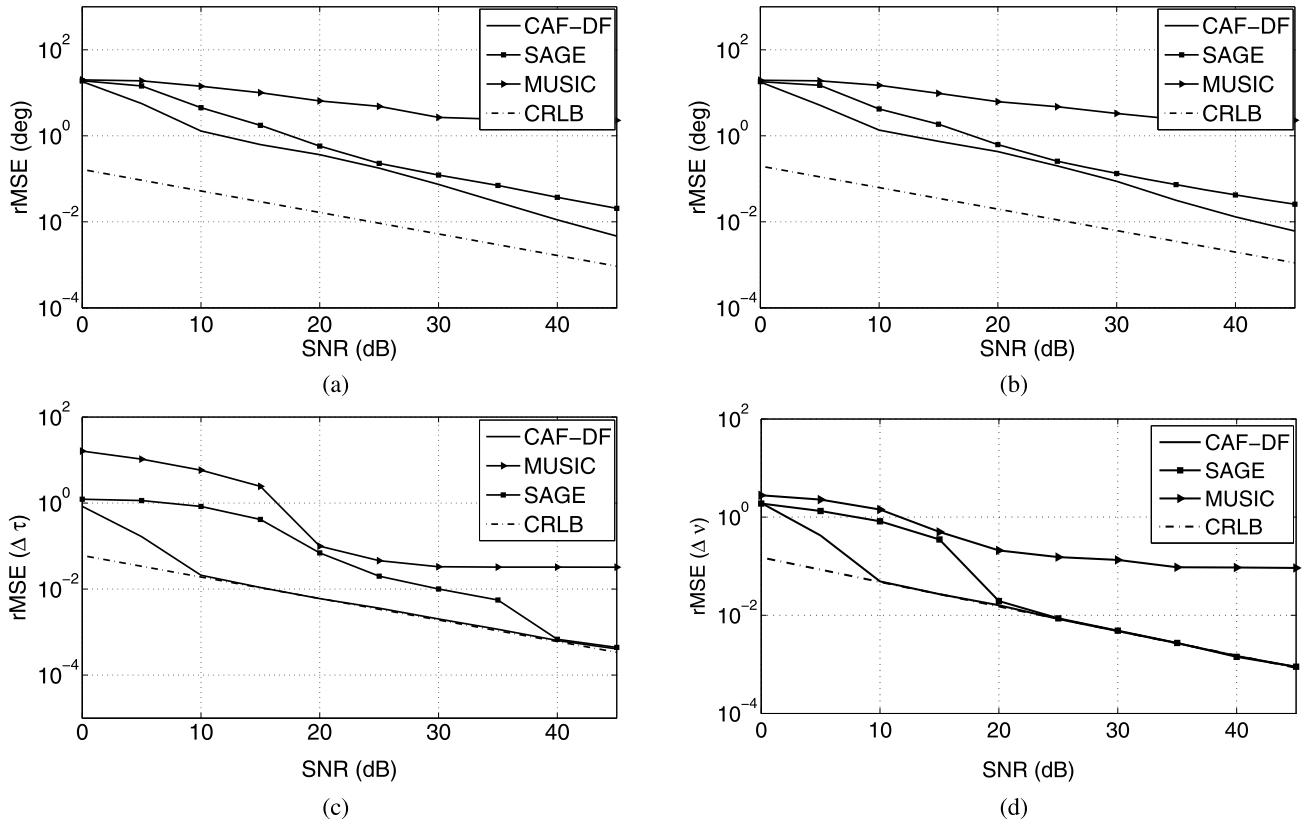 CAF−DF
SAGE
MUSIC
CRLB
10^2
10^0
10^−2
10^−4
rMSE (deg)
0 10 20 30 40
SNR (dB)
(a)
CAF−DF
SAGE
MUSIC
CRLB
10^2
10^0
10^−2
10^−4
rMSE (deg)
0 10 20 30 40
SNR (dB)
(b)
CAF−DF
MUSIC
SAGE
CRLB
10^2
10^0
10^−2
10^−4
rMSE (Δ τ)
0 10 20 30 40
SNR (dB)
(c)
CAF−DF
SAGE
MUSIC
CRLB
10^2
10^0
10^−2
10^−4
rMSE (Δ ν)
0 10 20 30 40
SNR (dB)
(d)